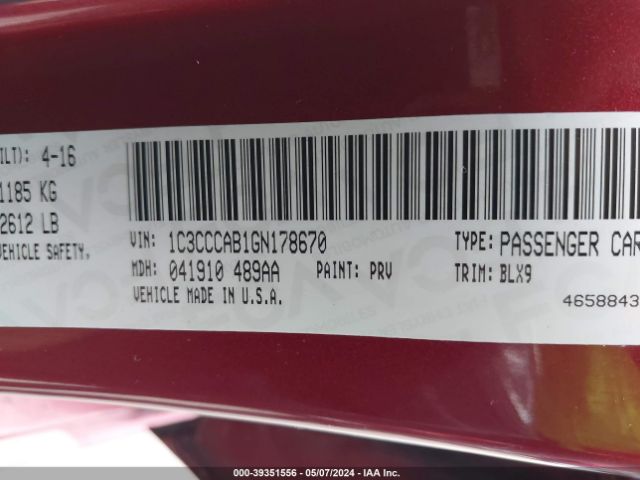 ILT): 4-16
1185 KG
2612 LB
VEHICLE SAFETY.
VIN: 1C3CCCAB1GN178670
TYPE: PASSENGER CAR
MDH: 041910 489AA PAINT: PRV
TRIM: BLX9
VEHICLE MADE IN U.S.A.
4658843
000-39351556 - 05/07/2024 - IAA Inc.